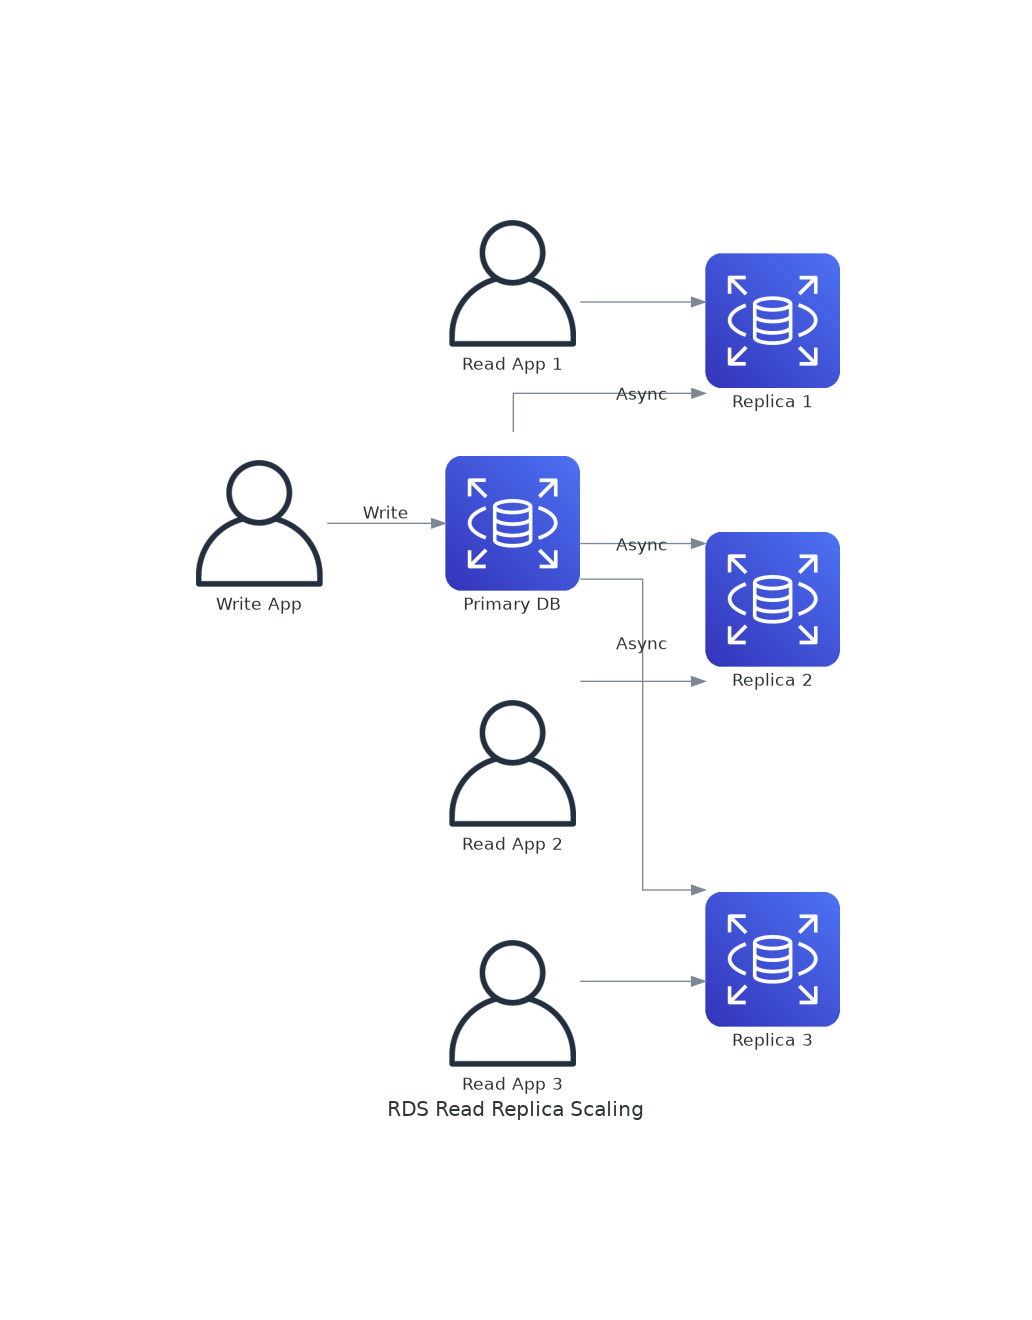 Read App 1
Async
Replica 1
Write
Async
Write App
Primary DB
Async
Replica 2
Read App 2
Replica 3
Read App 3
RDS Read Replica Scaling